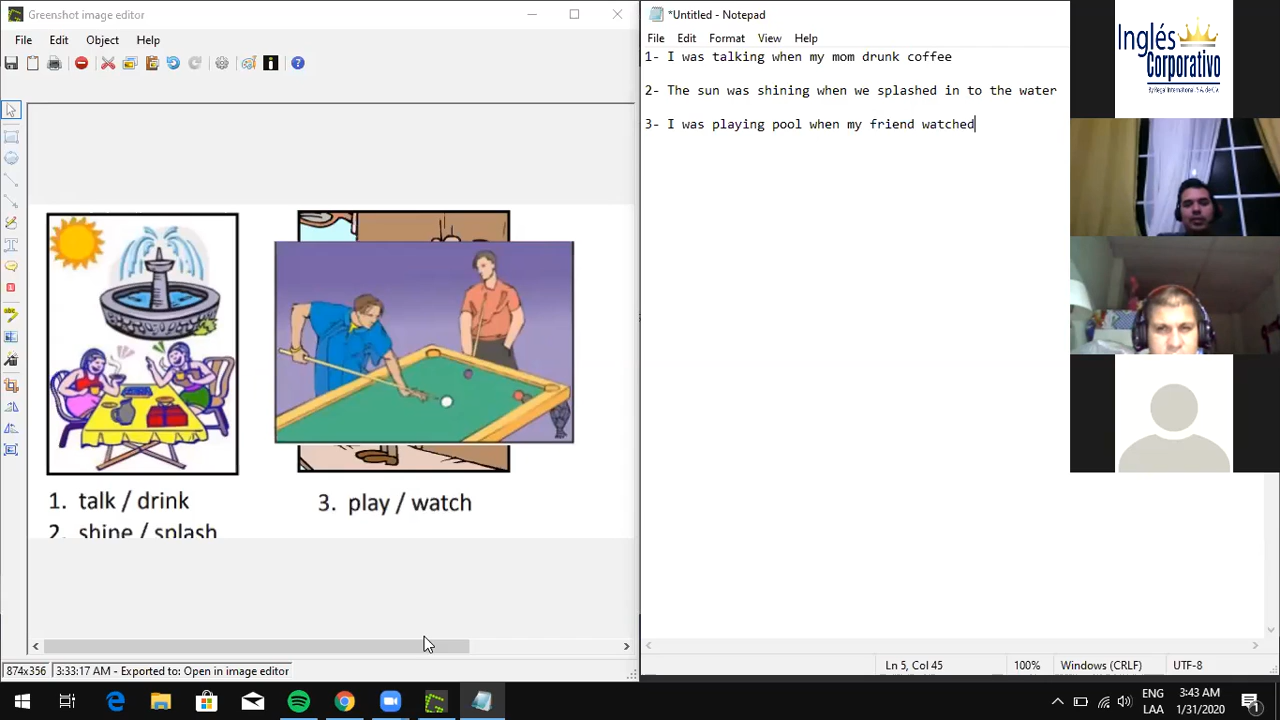 Greenshot image editor
File Edit Object Help
874x356 3:33:17 AM - Exported to: Open in image editor
1. talk / drink
2. shine / splash
3. play / watch
*Untitled - Notepad
File Edit Format View Help
1- I was talking when my mom drunk coffee
2- The sun was shining when we splashed in to the water
3- I was playing pool when my friend watched
Ln 5, Col 45 100% Windows (CRLF) UTF-8
Inglés
Corporativo
ENG
LAA
3:43 AM
1/31/2020
1